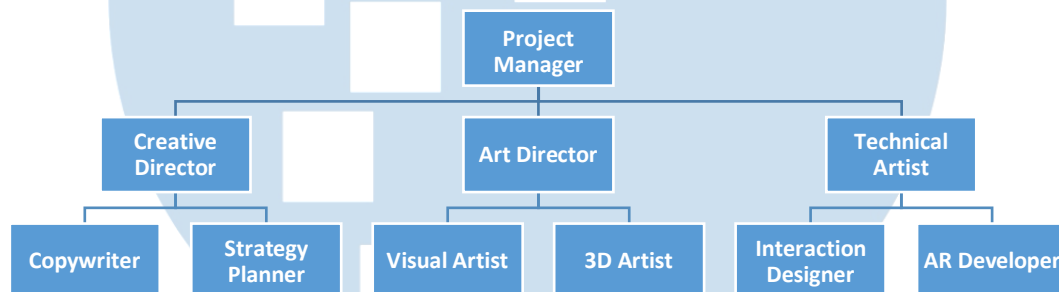 Project
Manager
Creative
Director
Art Director
Technical
Artist
Copywriter
Strategy
Planner
Visual Artist
3D Artist
Interaction
Designer
AR Developer